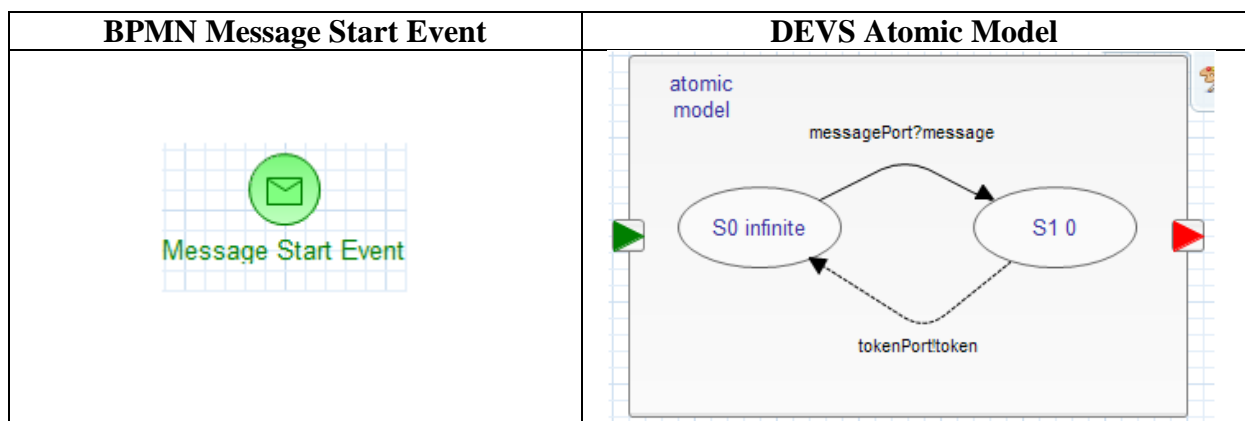 BPMN Message Start Event
DEVS Atomic Model
Message Start Event
atomic
model
messagePort?message
S0 infinite
S1 0
tokenPort!token